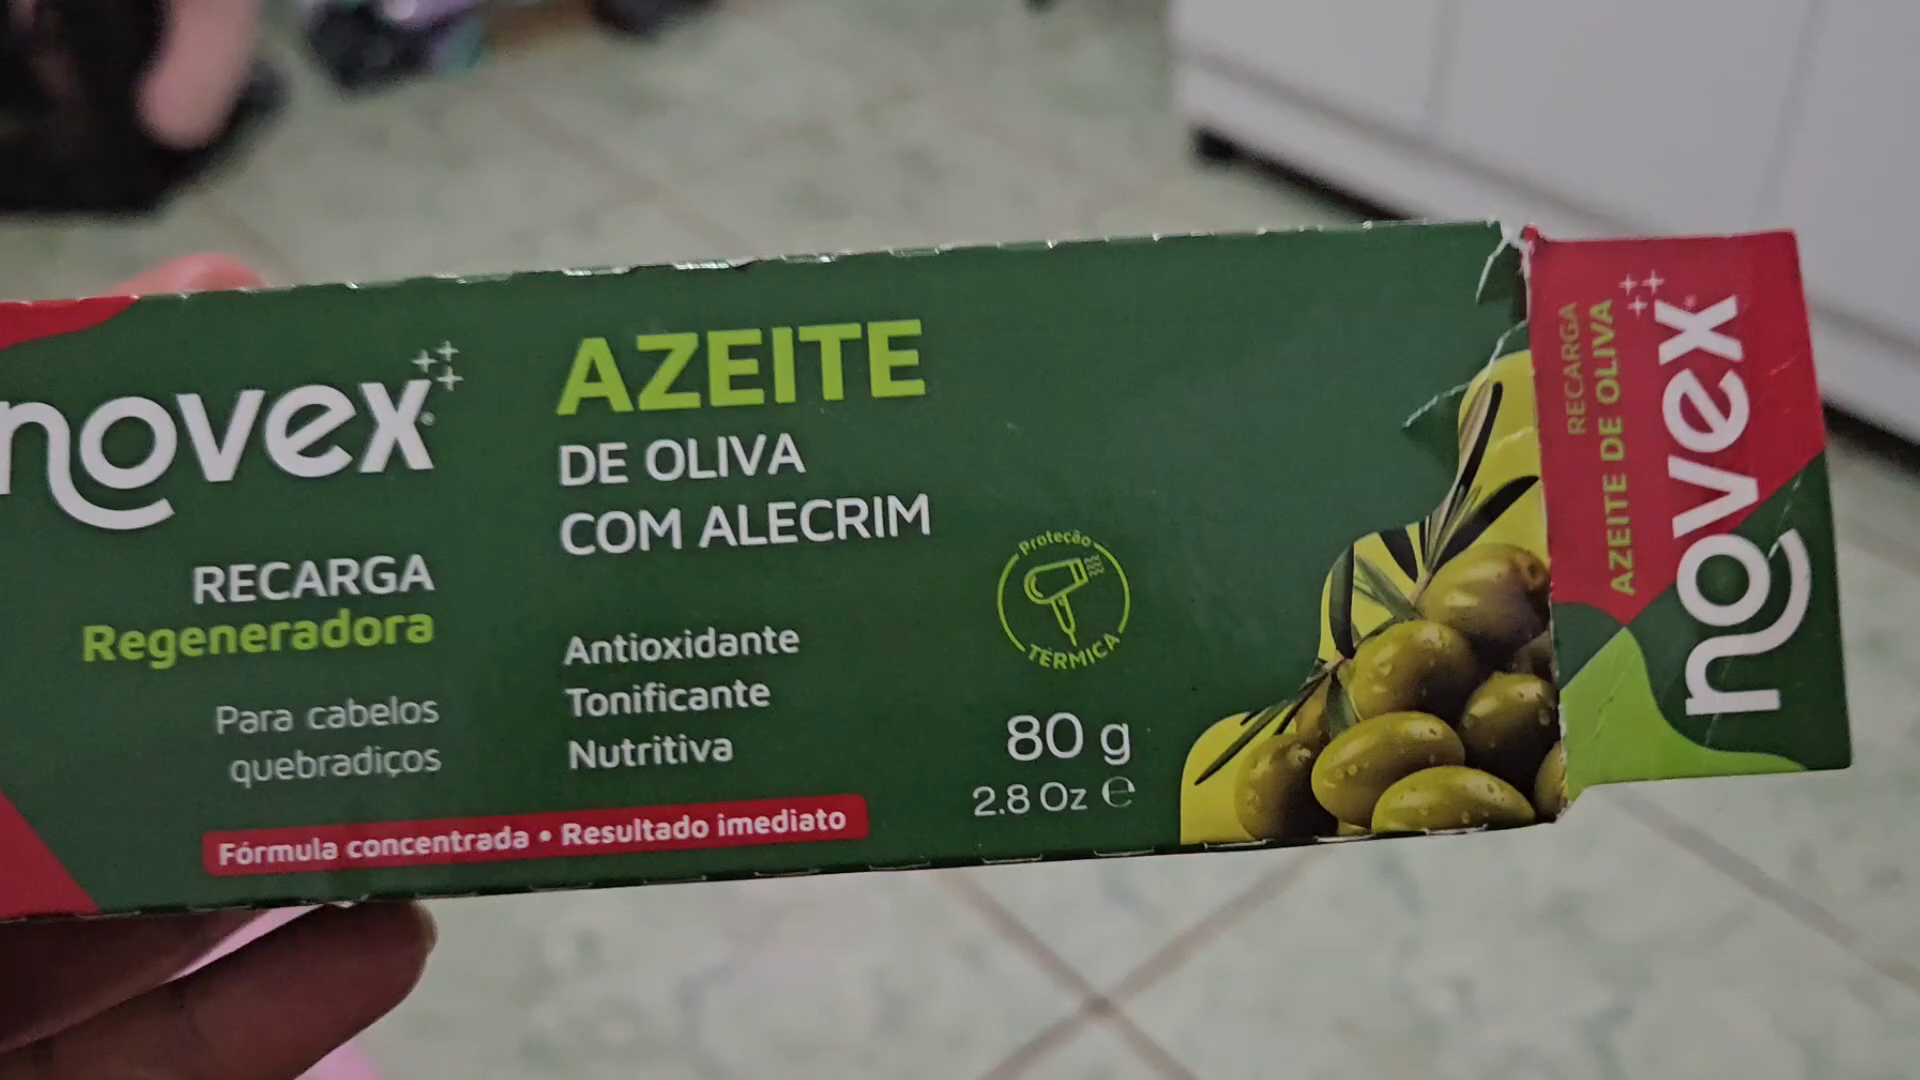 novex
RECARGA
Regeneradora
Para cabelos
quebradiços
Fórmula concentrada • Resultado imediato
AZEITE
DE OLIVA
COM ALECRIM
Antioxidante
Tonificante
Nutritiva
Proteção
TÉRMICA
80 g
2.8 Oz ℮
RECARGA
AZEITE DE OLIVA
novex